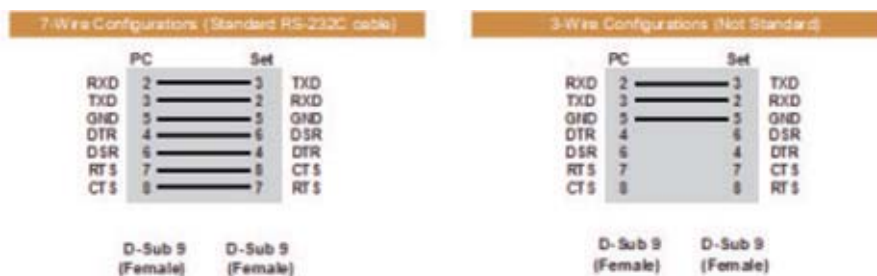 7-Wire Configurations (Standard RS-232C cable)
PC Set
RXD 2 3 TXD
TXD 3 2 RXD
GND 5 5 GND
DTR 4 6 DSR
DSR 6 4 DTR
RTS 7 8 CTS
CTS 8 7 RTS
D-Sub 9 D-Sub 9
(Female) (Female)
3-Wire Configurations (Not Standard)
PC Set
RXD 2 3 TXD
TXD 3 2 RXD
GND 5 5 GND
DTR 4 6 DSR
DSR 6 4 DTR
RTS 7 7 CTS
CTS 8 8 RTS
D-Sub 9 D-Sub 9
(Female) (Female)